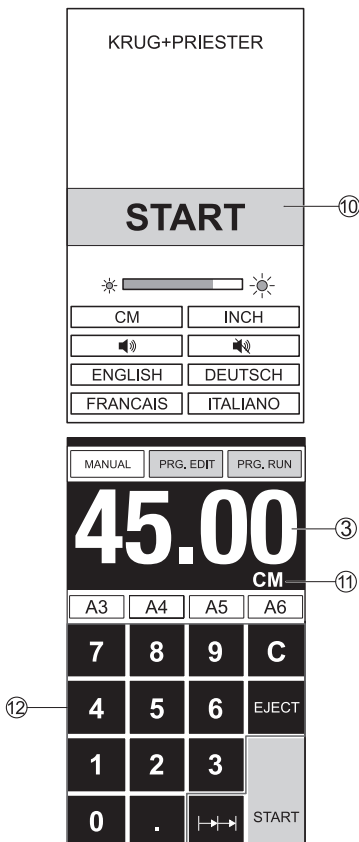 KRUG+PRIESTER
START
10
CM INCH
ENGLISH DEUTSCH
FRANCAIS ITALIANO
MANUAL PRG. EDIT PRG. RUN
45.00
3
CM
11
A3 A4 A5 A6
7 8 9 C
12
4 5 6 EJECT
1 2 3
0 . START